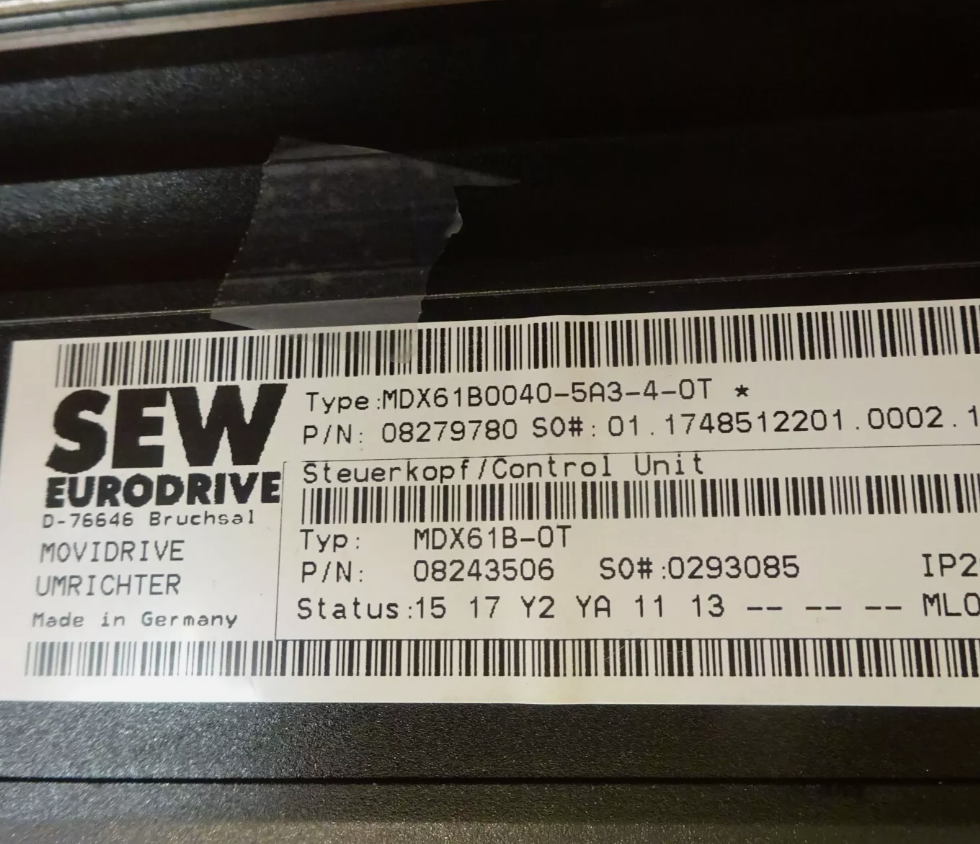 SEW
EURODRIVE
D-76646 Bruchsal
MOVIDRIVE
UMRICHTER
Made in Germany
Type:MDX61B0040-5A3-4-0T *
P/N: 08279780 SO#: 01.1748512201.0002.1
Steuerkopf/Control Unit
Typ: MDX61B-0T
P/N: 08243506 SO#:0293085 IP2
Status:15 17 Y2 YA 11 13 -- -- -- ML0